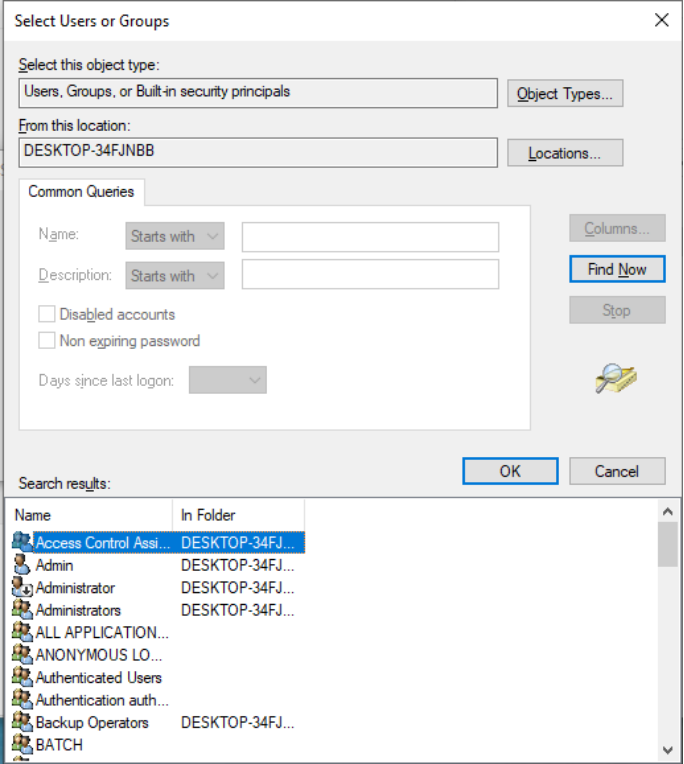 Select Users or Groups
Select this object type:
Users, Groups, or Built-in security principals
Object Types...
From this location:
DESKTOP-34FJNBB
Locations...
Common Queries
Name: Starts with
Description: Starts with
Disabled accounts
Non expiring password
Days since last logon:
Columns...
Find Now
Stop
OK Cancel
Search results:
Name In Folder
Access Control Assi... DESKTOP-34FJ...
Admin DESKTOP-34FJ...
Administrator DESKTOP-34FJ...
Administrators DESKTOP-34FJ...
ALL APPLICATION...
ANONYMOUS LO...
Authenticated Users
Authentication auth...
Backup Operators DESKTOP-34FJ...
BATCH